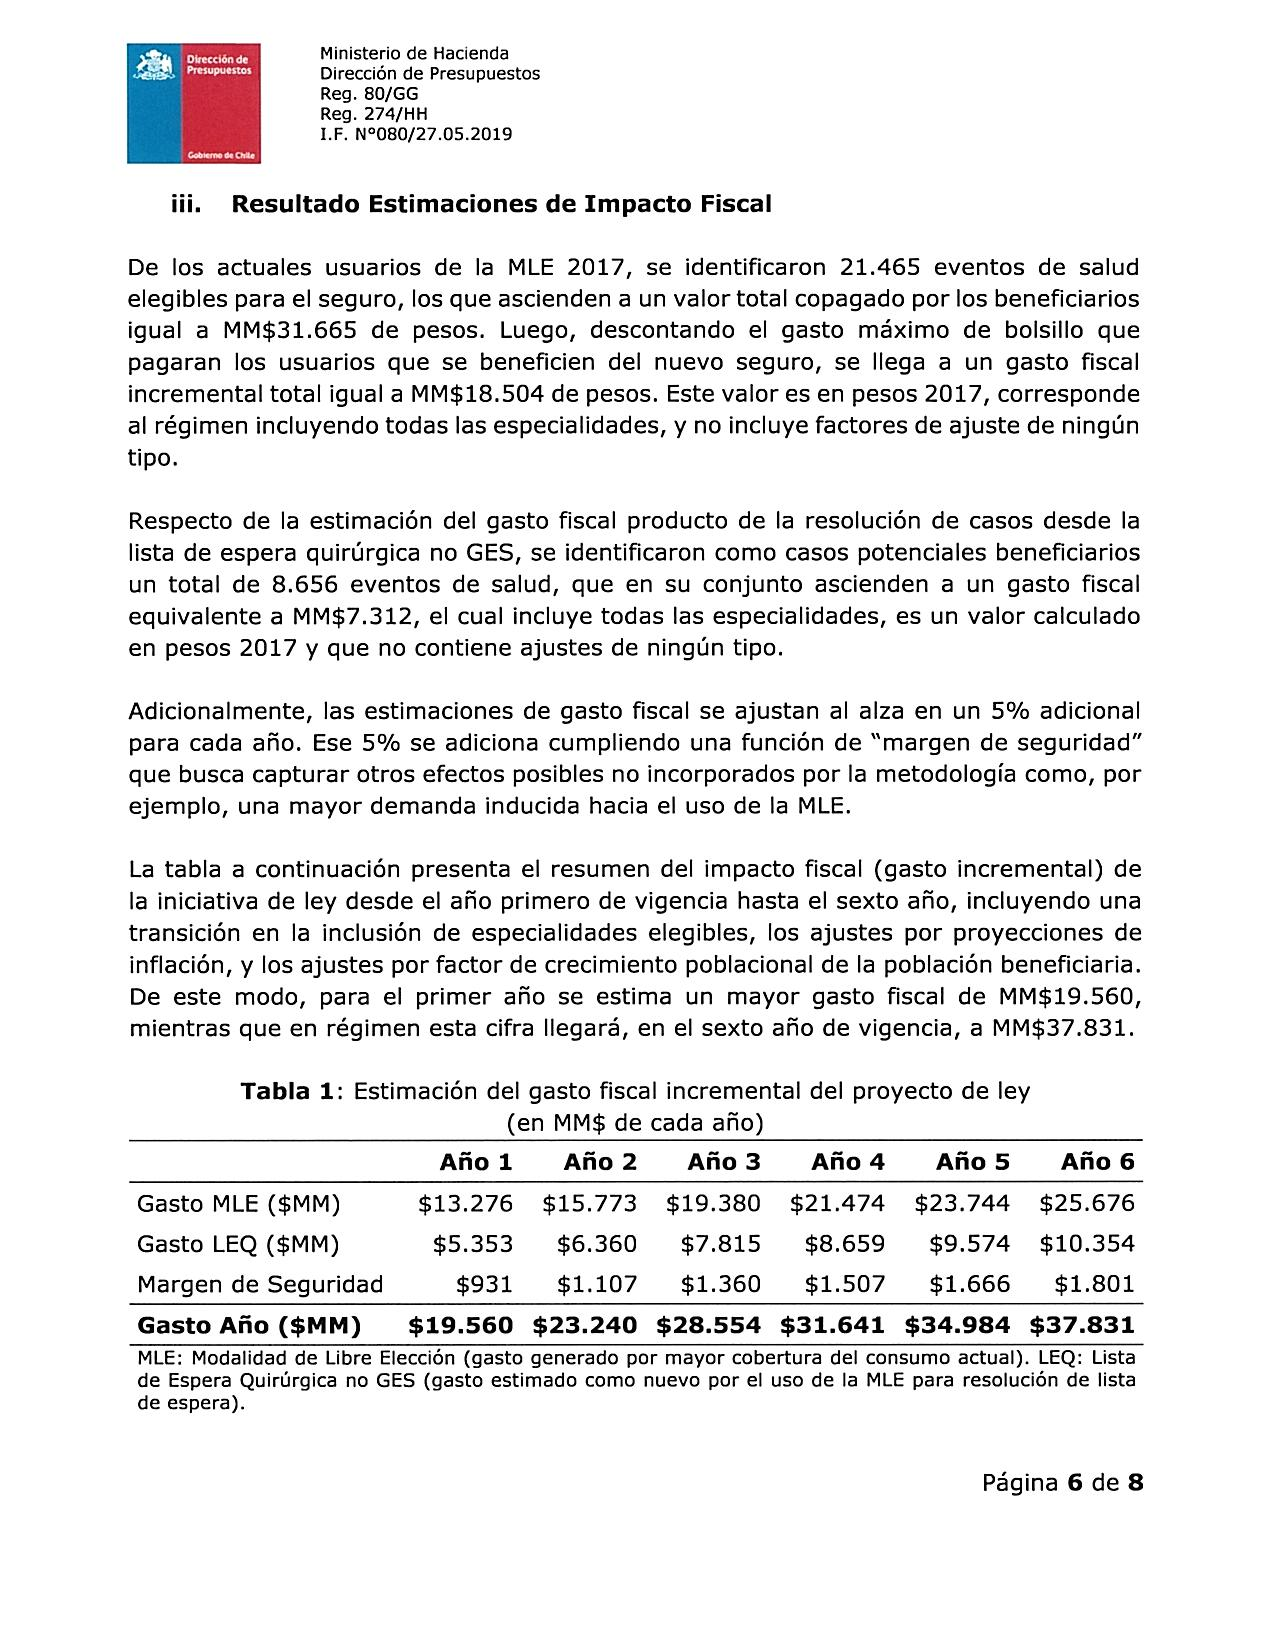 Dirección de
Presupuestos
Gobierno de Chile
Ministerio de Hacienda
Dirección de Presupuestos
Reg. 80/GG
Reg. 274/HH
I.F. N°080/27.05.2019
iii. Resultado Estimaciones de Impacto Fiscal
De los actuales usuarios de la MLE 2017, se identificaron 21.465 eventos de salud
elegibles para el seguro, los que ascienden a un valor total copagado por los beneficiarios
igual a MM$31.665 de pesos. Luego, descontando el gasto máximo de bolsillo que
pagaran los usuarios que se beneficien del nuevo seguro, se llega a un gasto fiscal
incremental total igual a MM$18.504 de pesos. Este valor es en pesos 2017, corresponde
al régimen incluyendo todas las especialidades, y no incluye factores de ajuste de ningún
tipo.
Respecto de la estimación del gasto fiscal producto de la resolución de casos desde la
lista de espera quirúrgica no GES, se identificaron como casos potenciales beneficiarios
un total de 8.656 eventos de salud, que en su conjunto ascienden a un gasto fiscal
equivalente a MM$7.312, el cual incluye todas las especialidades, es un valor calculado
en pesos 2017 y que no contiene ajustes de ningún tipo.
Adicionalmente, las estimaciones de gasto fiscal se ajustan al alza en un 5% adicional
para cada año. Ese 5% se adiciona cumpliendo una función de “margen de seguridad”
que busca capturar otros efectos posibles no incorporados por la metodología como, por
ejemplo, una mayor demanda inducida hacia el uso de la MLE.
La tabla a continuación presenta el resumen del impacto fiscal (gasto incremental) de
la iniciativa de ley desde el año primero de vigencia hasta el sexto año, incluyendo una
transición en la inclusión de especialidades elegibles, los ajustes por proyecciones de
inflación, y los ajustes por factor de crecimiento poblacional de la población beneficiaria.
De este modo, para el primer año se estima un mayor gasto fiscal de MM$19.560,
mientras que en régimen esta cifra llegará, en el sexto año de vigencia, a MM$37.831.
Tabla 1: Estimación del gasto fiscal incremental del proyecto de ley
(en MM$ de cada año)
Año 1 Año 2 Año 3 Año 4 Año 5 Año 6
Gasto MLE ($MM) $13.276 $15.773 $19.380 $21.474 $23.744 $25.676
Gasto LEQ ($MM) $5.353 $6.360 $7.815 $8.659 $9.574 $10.354
Margen de Seguridad $931 $1.107 $1.360 $1.507 $1.666 $1.801
Gasto Año ($MM) $19.560 $23.240 $28.554 $31.641 $34.984 $37.831
MLE: Modalidad de Libre Elección (gasto generado por mayor cobertura del consumo actual). LEQ: Lista
de Espera Quirúrgica no GES (gasto estimado como nuevo por el uso de la MLE para resolución de lista
de espera).
Página 6 de 8